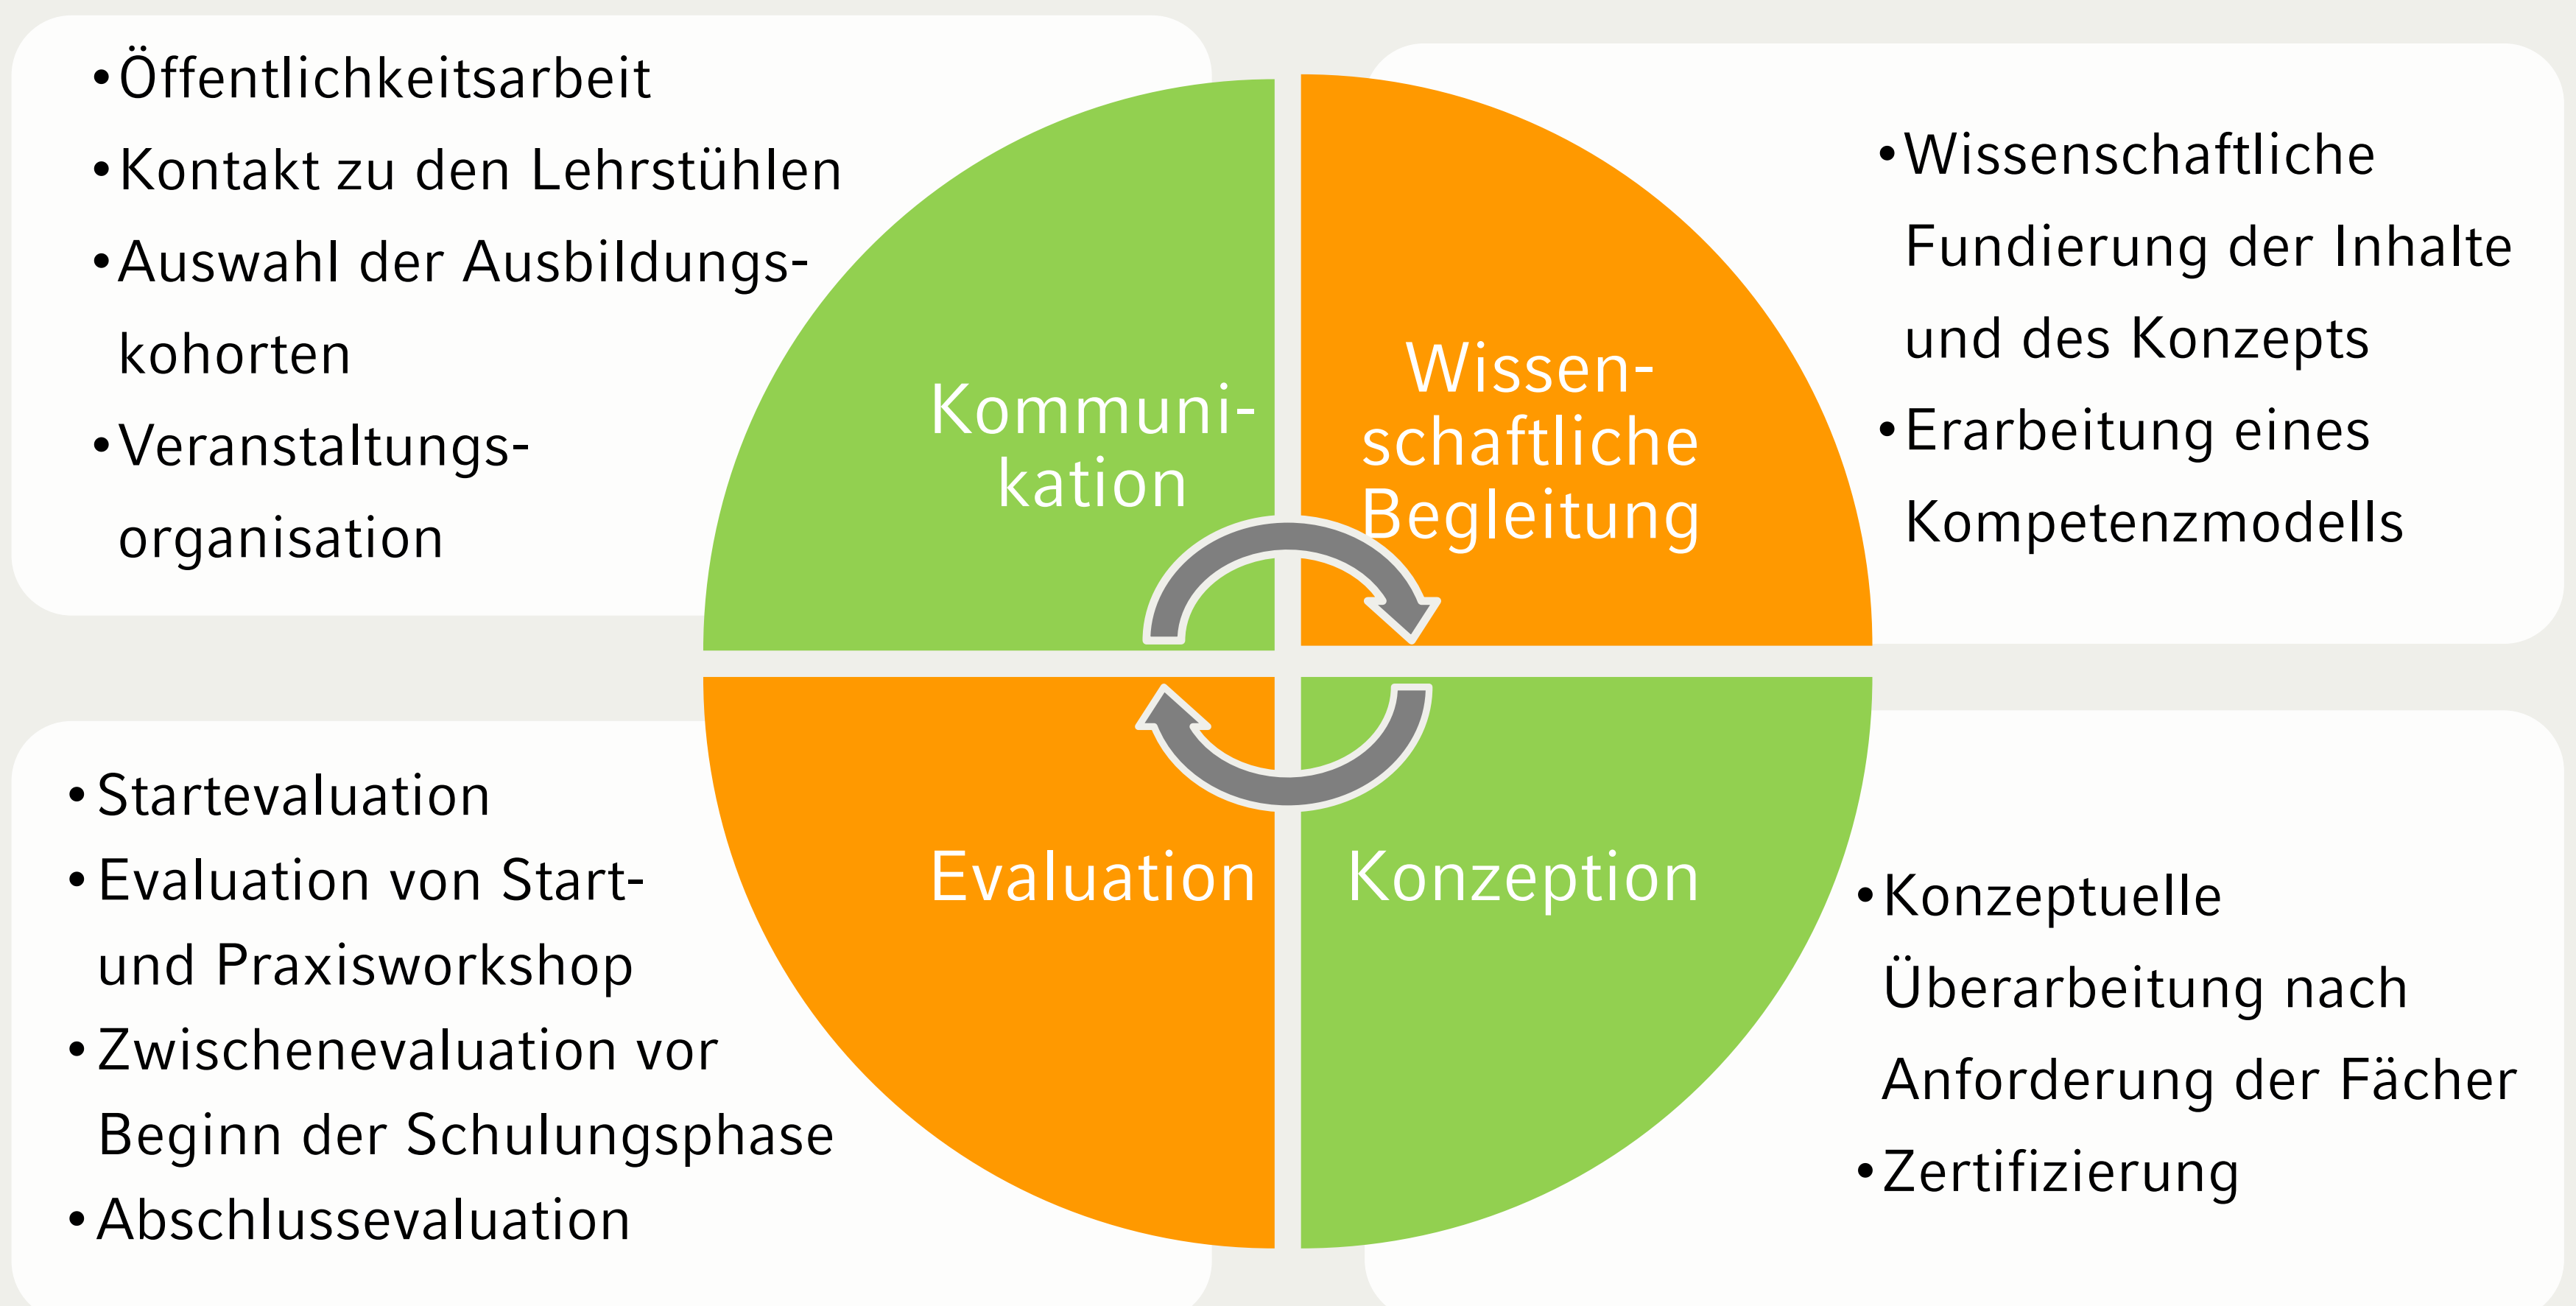 •Öffentlichkeitsarbeit
•Kontakt zu den Lehrstühlen
•Auswahl der Ausbildungs-
kohorten
•Veranstaltungs-
organisation
Kommuni-
kation
Wissen-
schaftliche
Begleitung
•Wissenschaftliche
Fundierung der Inhalte
und des Konzepts
•Erarbeitung eines
Kompetenzmodells
•Startevaluation
•Evaluation von Start-
und Praxisworkshop
•Zwischenevaluation vor
Beginn der Schulungsphase
•Abschlussevaluation
Evaluation
Konzeption
•Konzeptuelle
Überarbeitung nach
Anforderung der Fächer
•Zertifizierung